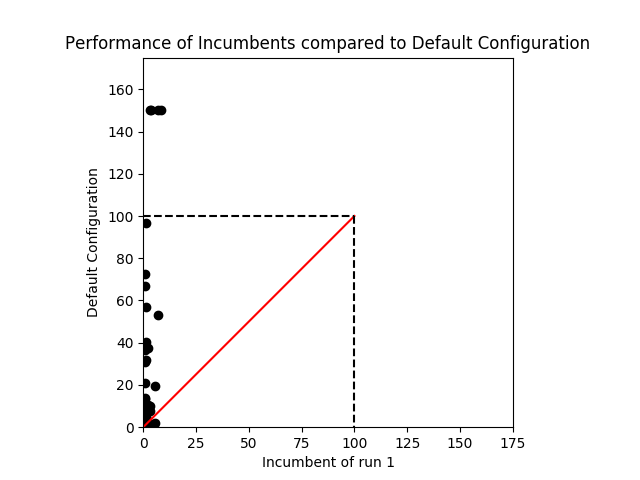 Performance of Incumbents compared to Default Configuration
160
140
120
100
80
60
40
20
0
Default Configuration
0 25 50 75 100 125 150 175
Incumbent of run 1